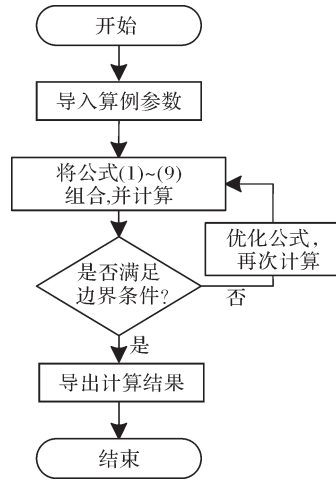 开始
导入算例参数
将公式(1)~(9)
组合,并计算
优化公式,
再次计算
是否满足
边界条件?
否
是
导出计算结果
结束